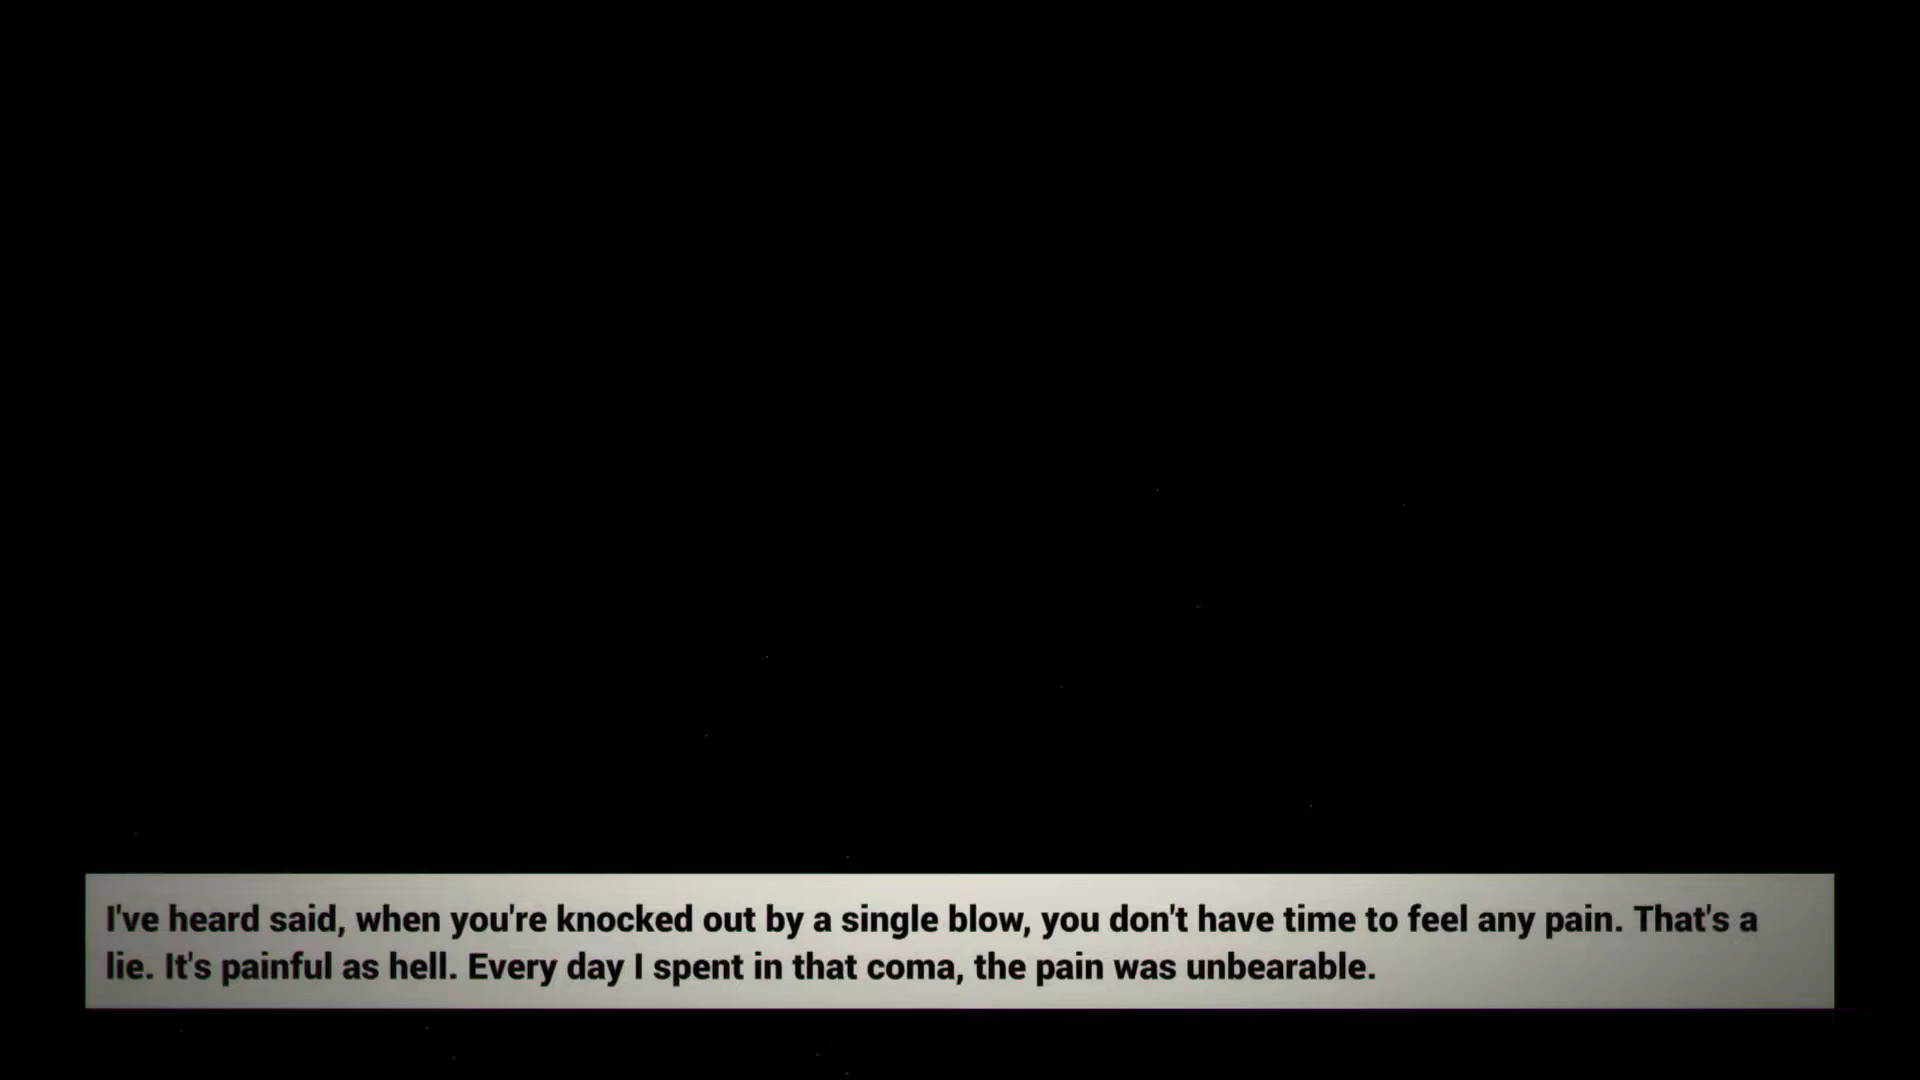 I've heard said, when you're knocked out by a single blow, you don't have time to feel any pain. That's a
lie. It's painful as hell. Every day I spent in that coma, the pain was unbearable.